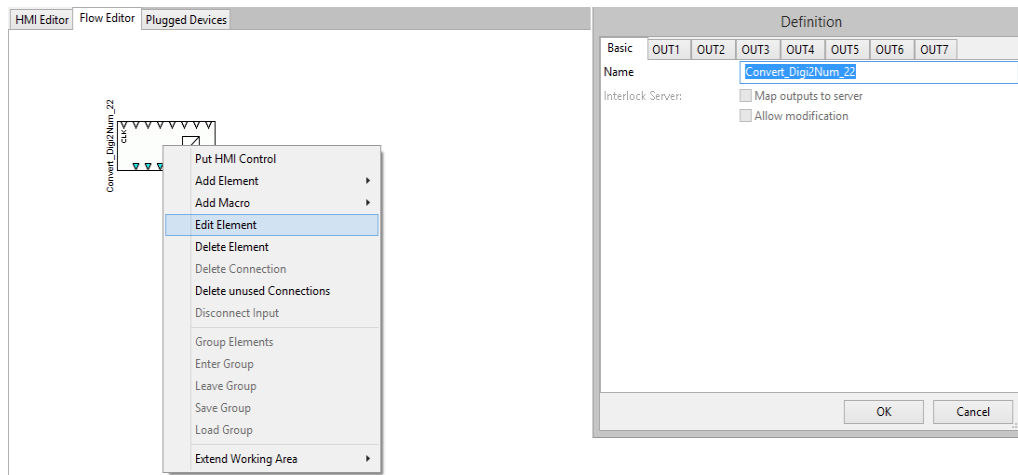 HMI Editor Flow Editor Plugged Devices
Convert_Digi2Num_22
CLK
Put HMI Control
Add Element
Add Macro
Edit Element
Delete Element
Delete Connection
Delete unused Connections
Disconnect Input
Group Elements
Enter Group
Leave Group
Save Group
Load Group
Extend Working Area
Definition
Basic OUT1 OUT2 OUT3 OUT4 OUT5 OUT6 OUT7
Name Convert_Digi2Num_22
Interlock Server: Map outputs to server
Allow modification
OK Cancel